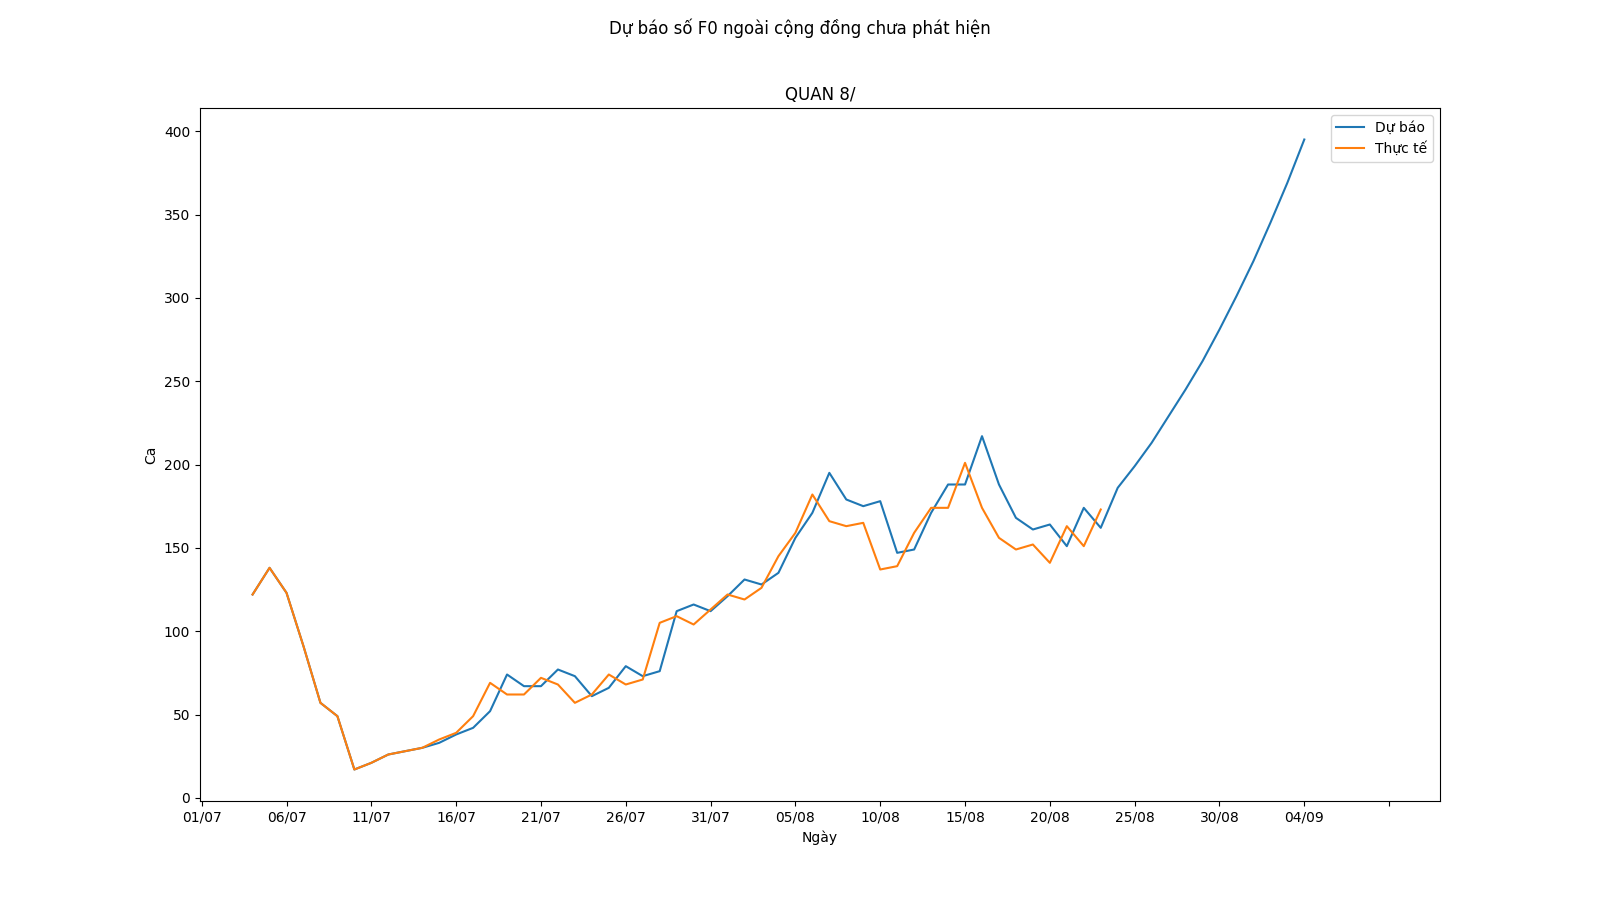 Dự báo số F0 ngoài cộng đồng chưa phát hiện
QUAN 8/
Dự báo
Thực tế
400
350
300
250
200
150
100
50
0
Ca
01/07 06/07 11/07 16/07 21/07 26/07 31/07 05/08 10/08 15/08 20/08 25/08 30/08 04/09
Ngày